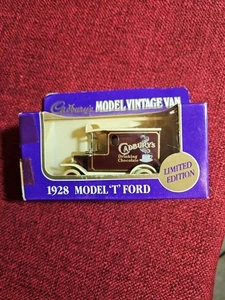 Cadbury's MODEL VINTAGE VAN
CADBURY'S
Drinking
Chocolate
LIMITED
EDITION
1928 MODEL 'T' FORD